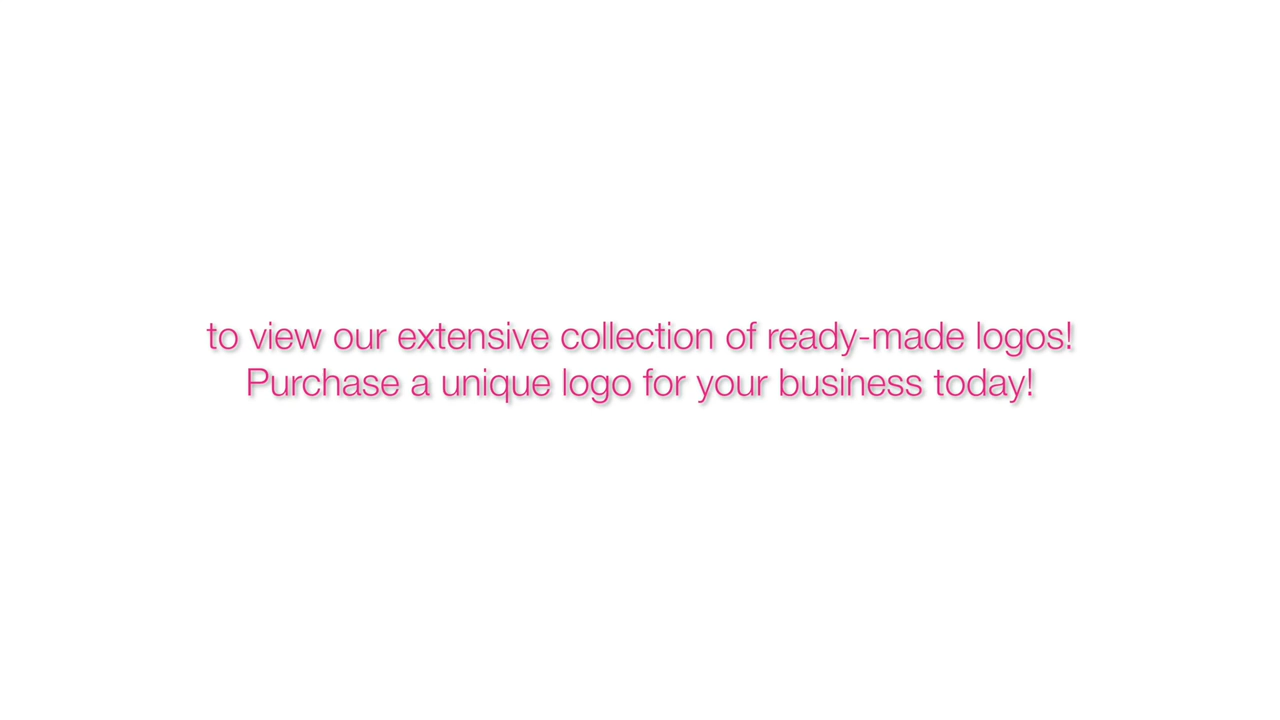 to view our extensive collection of ready-made logos!
Purchase a unique logo for your business today!